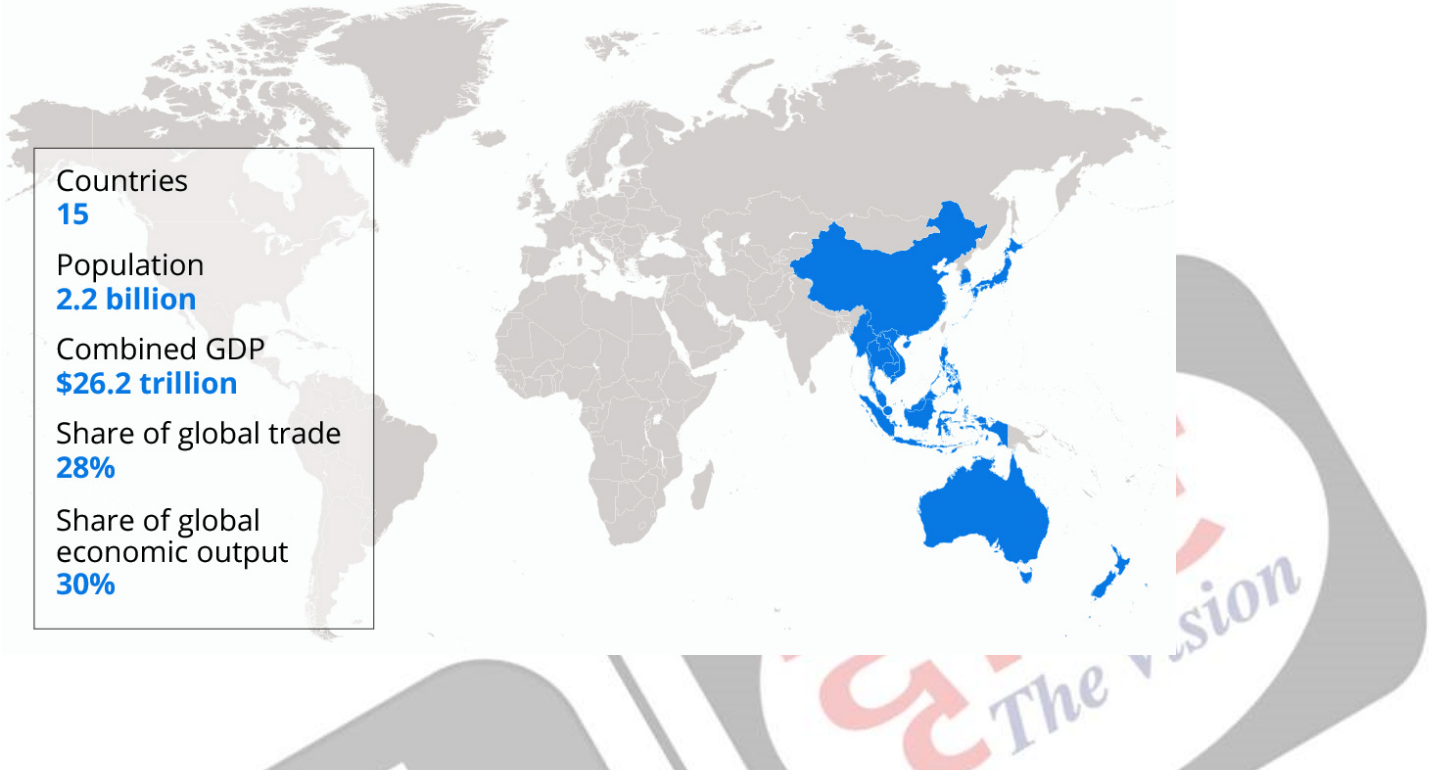 Countries
15
Population
2.2 billion
Combined GDP
$26.2 trillion
Share of global trade
28%
Share of global
economic output
30%
The Vision